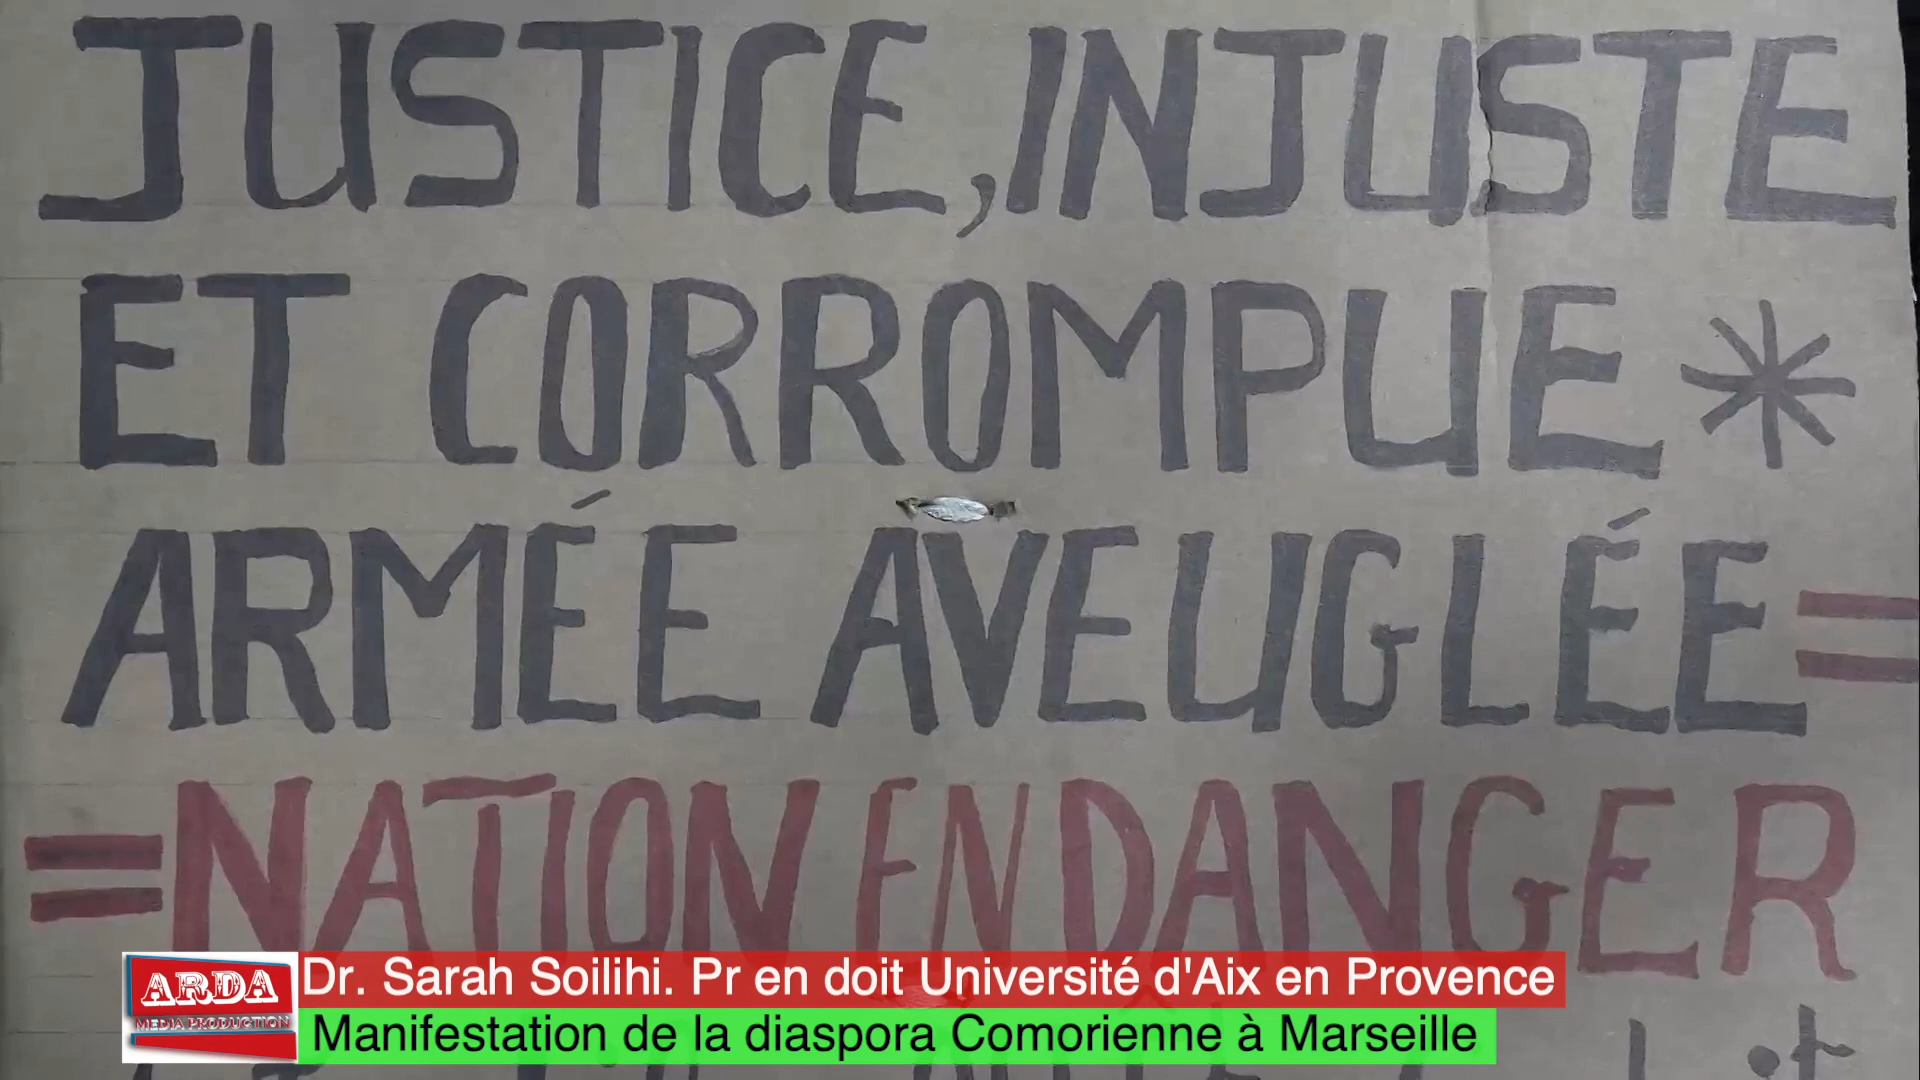 JUSTICE, INJUSTE
ET CORROMPUE *
ARMÉE AVEUGLÉE =
= NATION EN DANGER
ARDA
MEDIA PRODUCTION
Dr. Sarah Soilihi. Pr en doit Université d'Aix en Provence
Manifestation de la diaspora Comorienne à Marseille